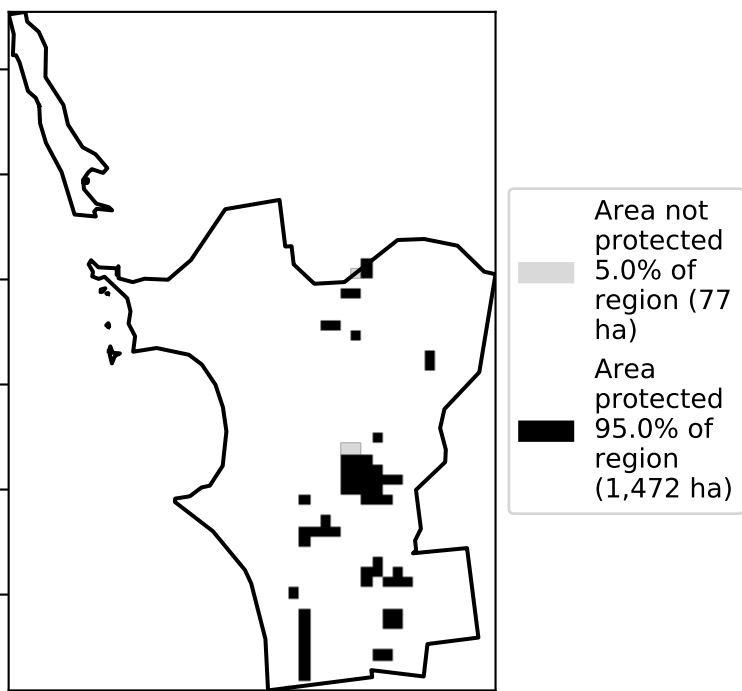 Area not
protected
5.0% of
region (77
ha)
Area
protected
95.0% of
region
(1,472 ha)